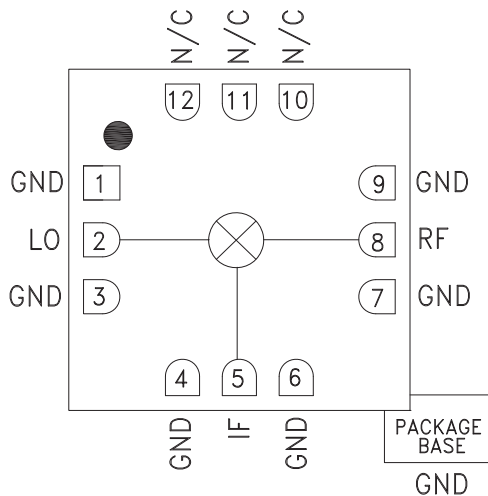 N/C N/C N/C
12 11 10
GND 1 9 GND
LO 2 8 RF
GND 3 7 GND
4 5 6
GND IF GND
PACKAGE
BASE
GND